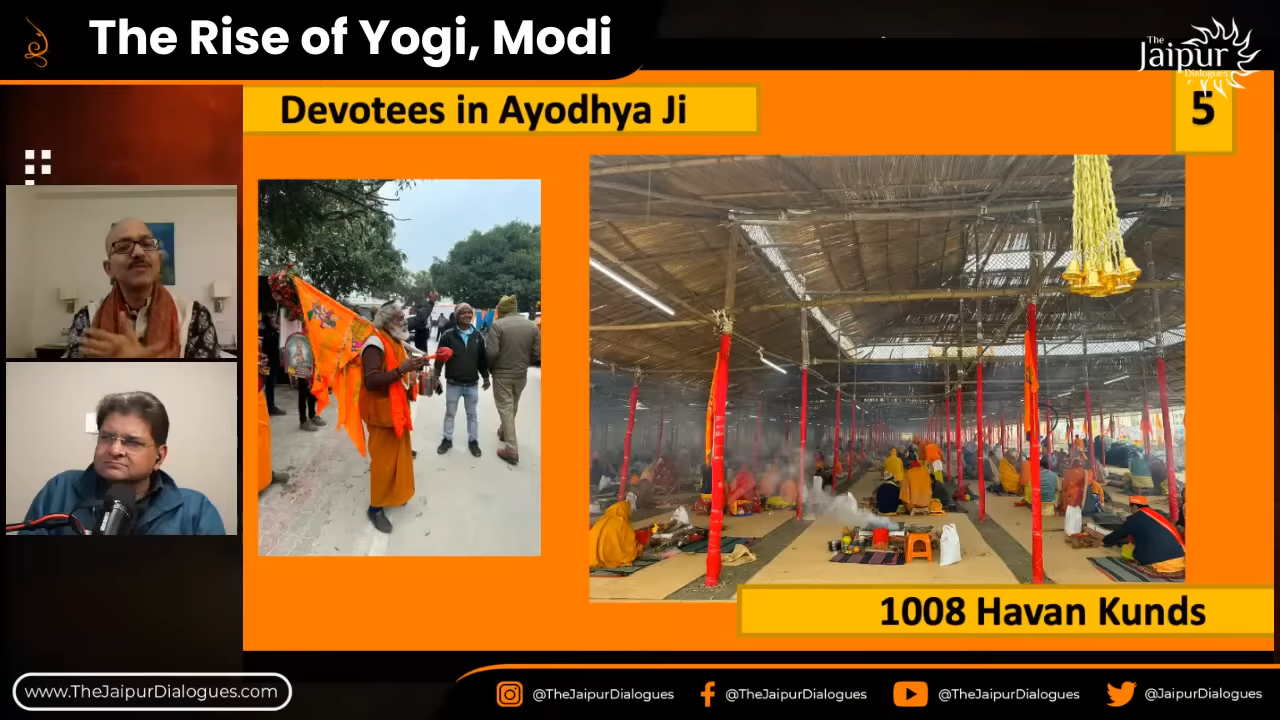 The Rise of Yogi, Modi
The
Jaipur
Dialogues
Devotees in Ayodhya Ji
5
1008 Havan Kunds
www.TheJaipurDialogues.com
@TheJaipurDialogues
@TheJaipurDialogues
@TheJaipurDialogues
@JaipurDialogues